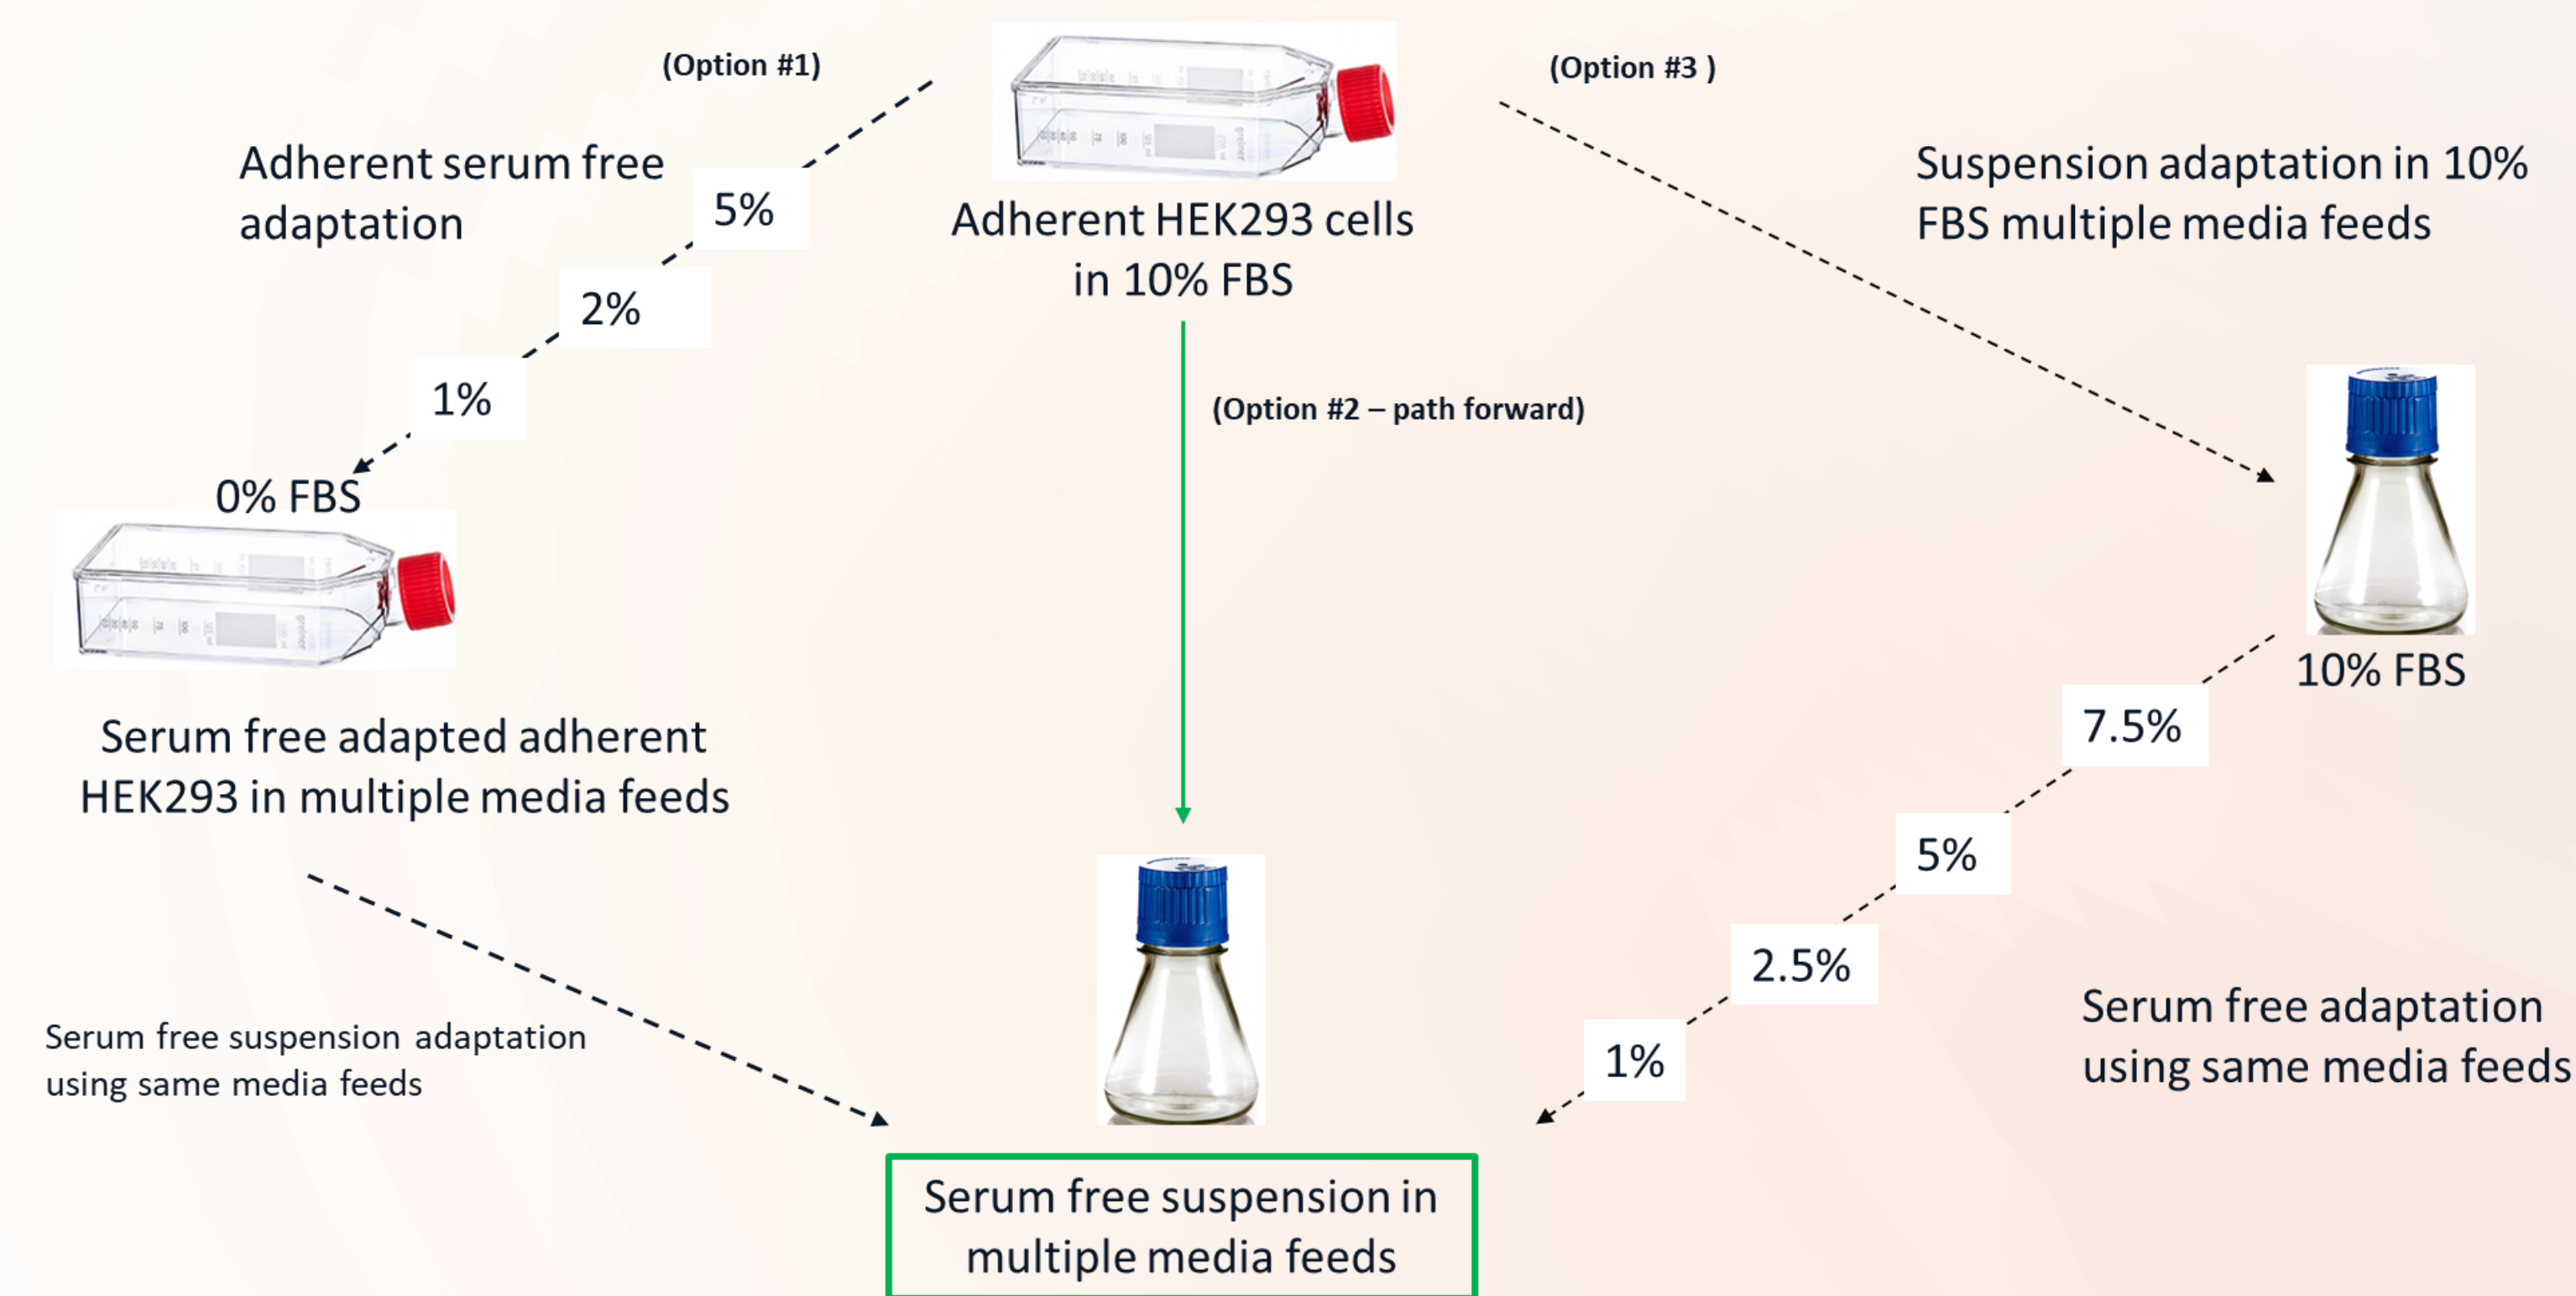 (Option #1)
(Option #3 )
Adherent serum free
adaptation
5%
2%
1%
0% FBS
Adherent HEK293 cells
in 10% FBS
Suspension adaptation in 10%
FBS multiple media feeds
(Option #2 – path forward)
10% FBS
7.5%
5%
2.5%
1%
Serum free adapted adherent
HEK293 in multiple media feeds
Serum free suspension adaptation
using same media feeds
Serum free adaptation
using same media feeds
Serum free suspension in
multiple media feeds